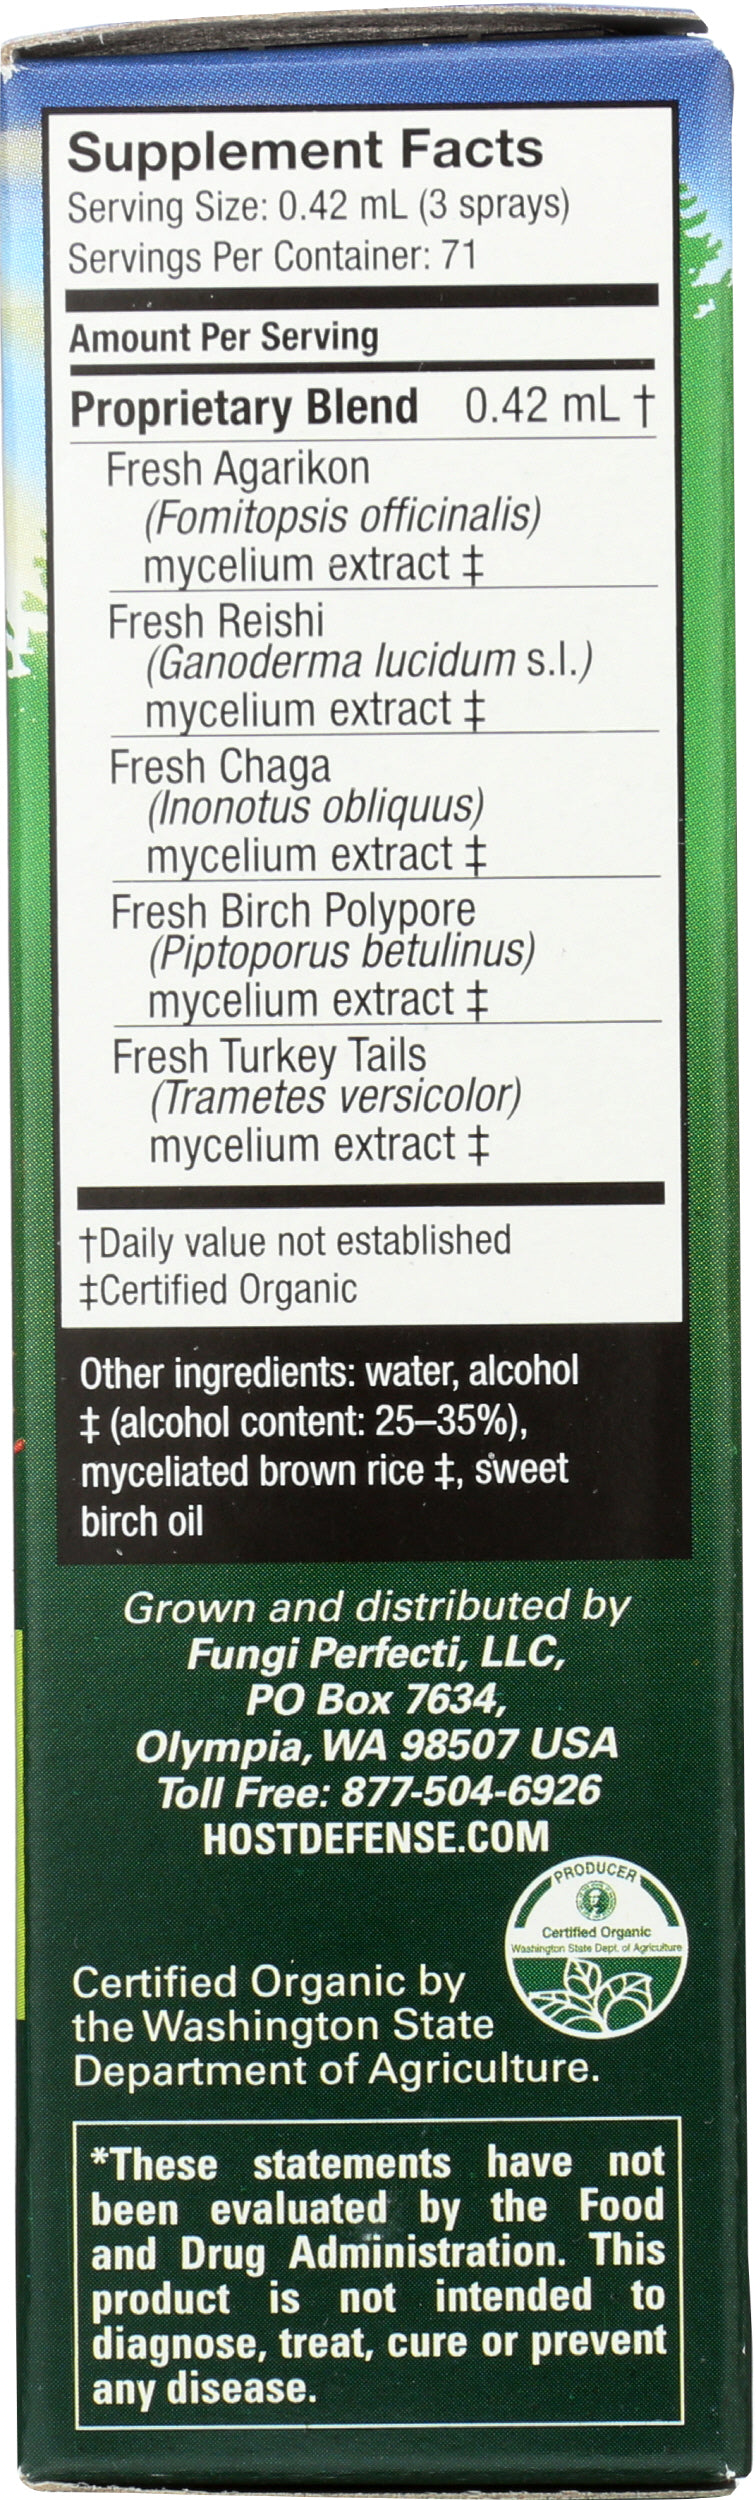 Supplement Facts
Serving Size: 0.42 mL (3 sprays)
Servings Per Container: 71
Amount Per Serving
Proprietary Blend 0.42 mL †
Fresh Agarikon
(Fomitopsis officinalis)
mycelium extract ‡
Fresh Reishi
(Ganoderma lucidum s.l.)
mycelium extract ‡
Fresh Chaga
(Inonotus obliquus)
mycelium extract ‡
Fresh Birch Polypore
(Piptoporus betulinus)
mycelium extract ‡
Fresh Turkey Tails
(Trametes versicolor)
mycelium extract ‡
†Daily value not established
‡Certified Organic
Other ingredients: water, alcohol
‡ (alcohol content: 25–35%),
myceliated brown rice ‡, sweet
birch oil
Grown and distributed by
Fungi Perfecti, LLC,
PO Box 7634,
Olympia, WA 98507 USA
Toll Free: 877-504-6926
HOSTDEFENSE.COM
PRODUCER
Certified Organic
Washington State Dept. of Agriculture
Certified Organic by
the Washington State
Department of Agriculture.
*These statements have not
been evaluated by the Food
and Drug Administration. This
product is not intended to
diagnose, treat, cure or prevent
any disease.